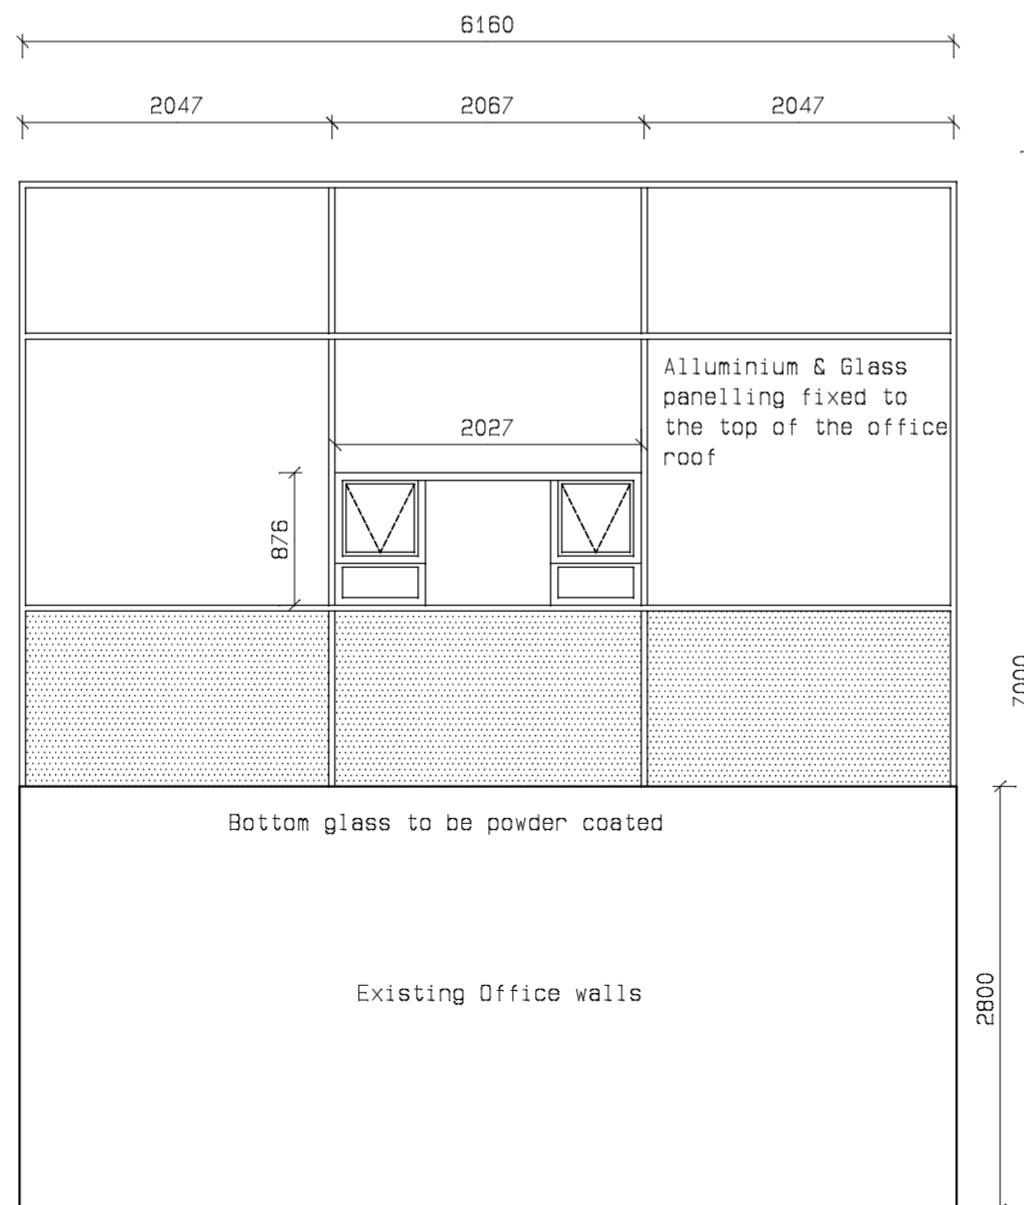 6160
2047 2067 2047
Alluminium & Glass
panelling fixed to
the top of the office
roof
2027
876
7000
Bottom glass to be powder coated
Existing Office walls
2800